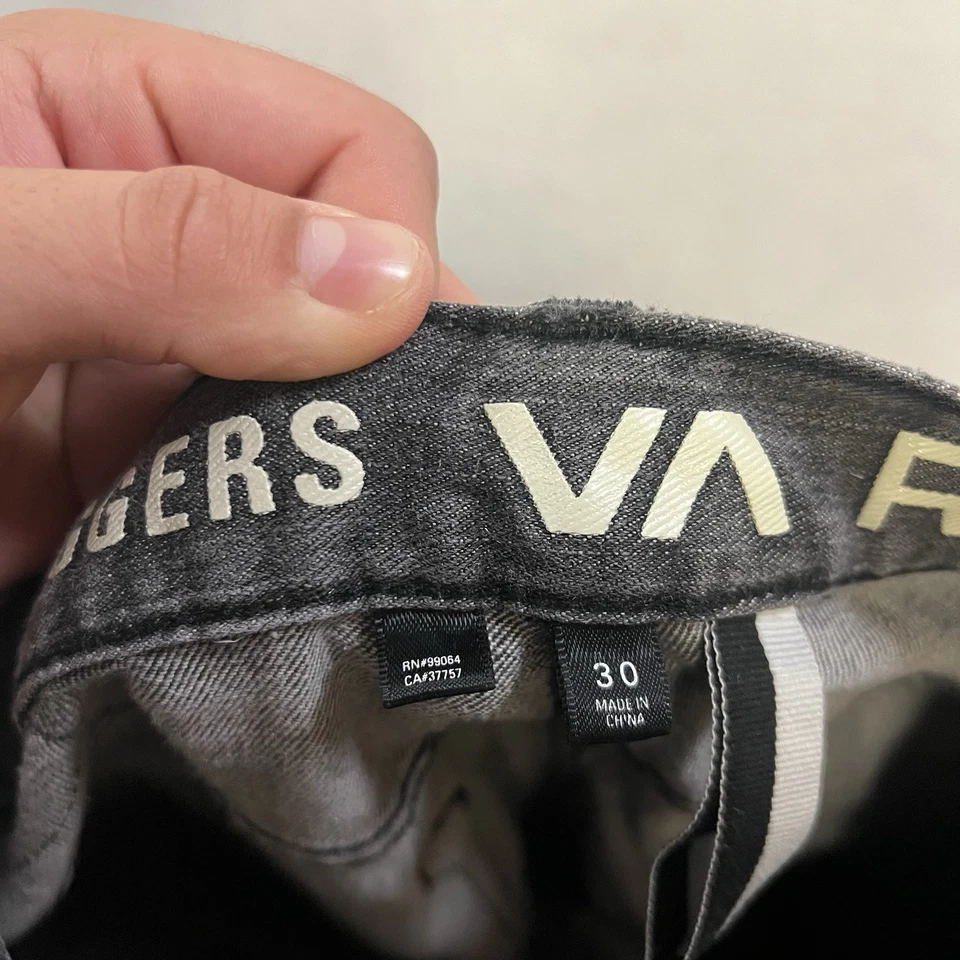 GERS VA R
RN#99064
CA#37757
30
MADE IN
CHINA